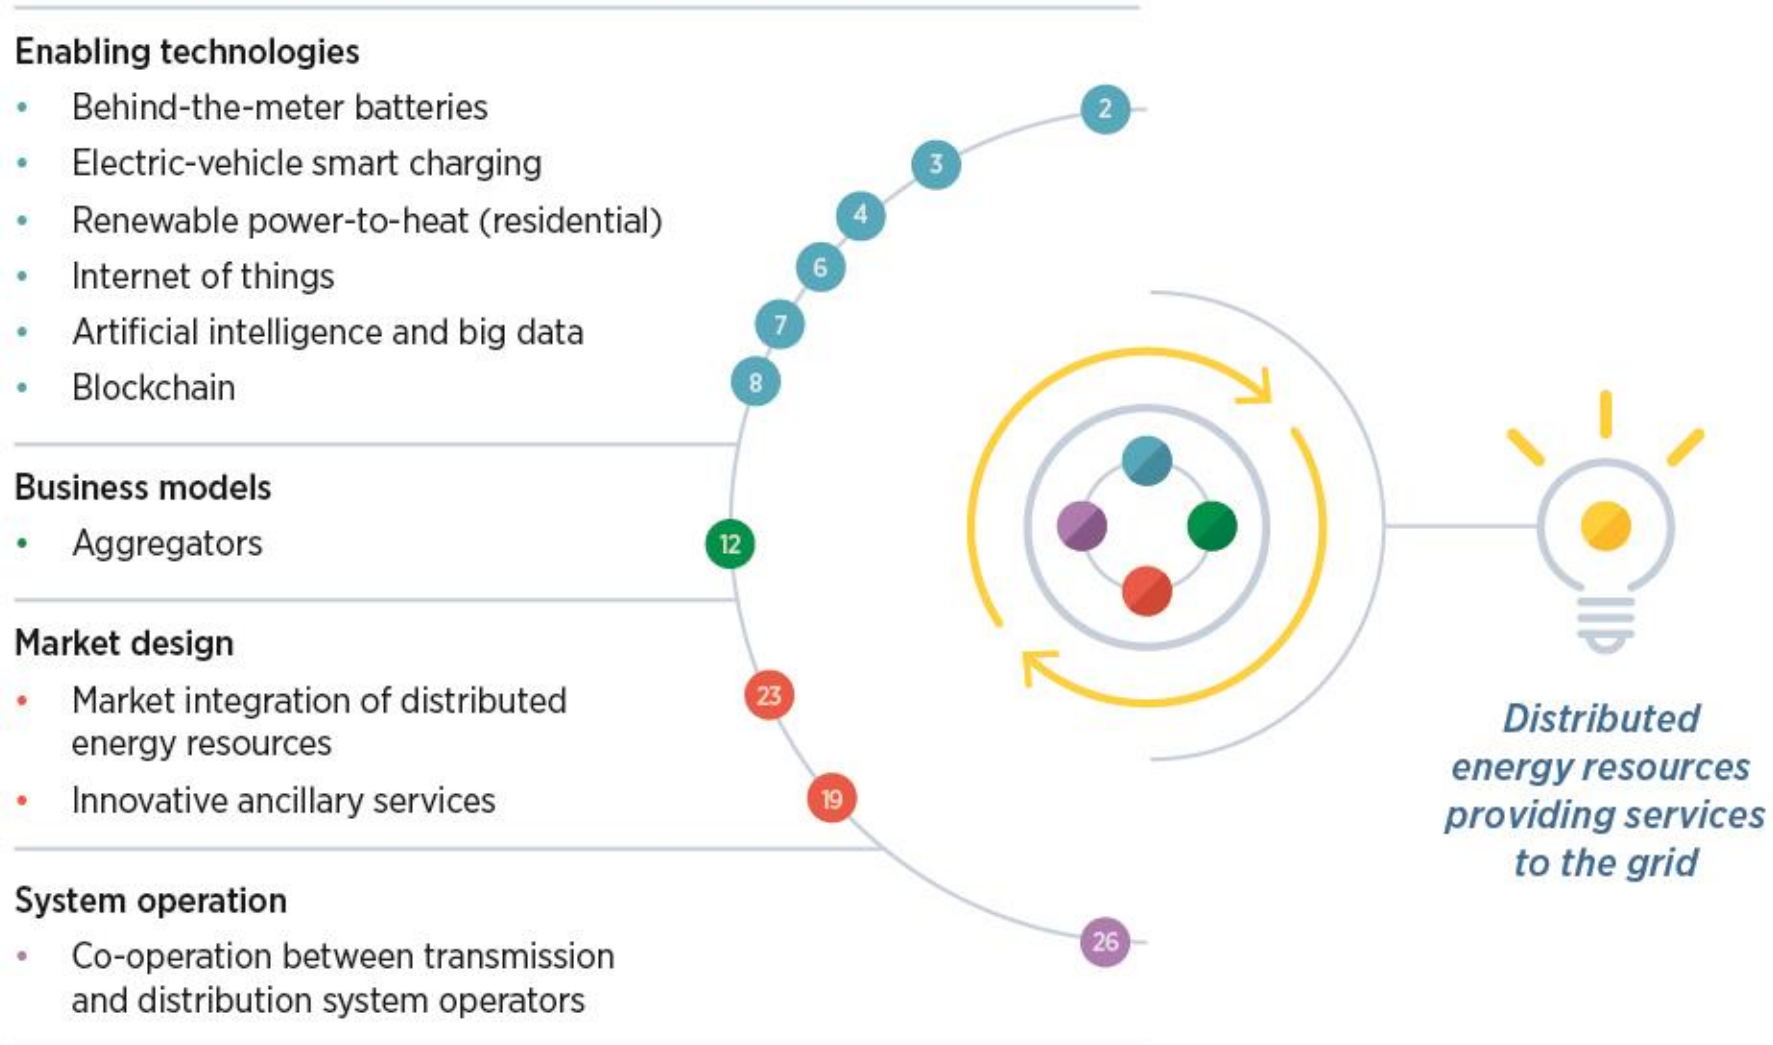 Enabling technologies
• Behind-the-meter batteries
2
• Electric-vehicle smart charging
3
• Renewable power-to-heat (residential)
4
• Internet of things
6
• Artificial intelligence and big data
7
• Blockchain
8
Business models
• Aggregators
12
Market design
• Market integration of distributed
energy resources
23
• Innovative ancillary services
19
System operation
• Co-operation between transmission
and distribution system operators
26
Distributed
energy resources
providing services
to the grid